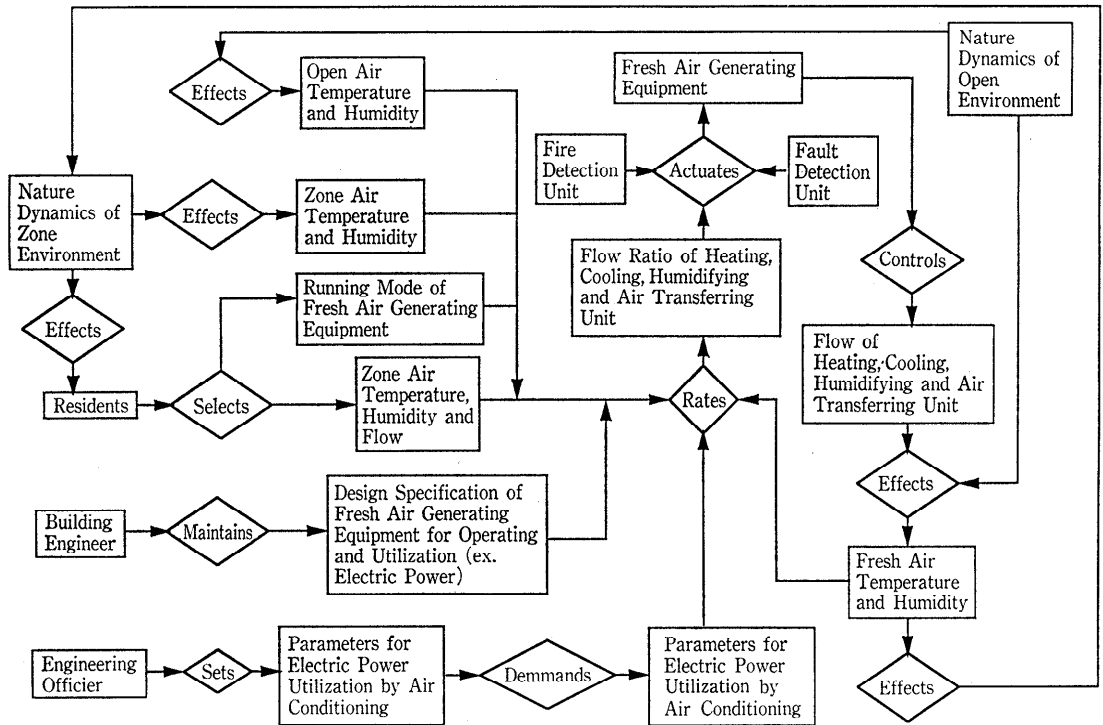 Nature
Dynamics of
Open
Environment
Effects
Open Air
Temperature
and Humidity
Fresh Air Generating
Equipment
Fire
Detection
Unit
Actuates
Fault
Detection
Unit
Nature
Dynamics of
Zone
Environment
Effects
Zone Air
Temperature
and Humidity
Flow Ratio of Heating,
Cooling, Humidifying
and Air Transferring
Unit
Controls
Effects
Running Mode of
Fresh Air Generating
Equipment
Flow of
Heating, Cooling,
Humidifying and Air
Transferring Unit
Residents
Selects
Zone Air
Temperature,
Humidity and
Flow
Rates
Effects
Building
Engineer
Maintains
Design Specification of
Fresh Air Generating
Equipment for Operating
and Utilization (ex.
Electric Power)
Fresh Air
Temperature
and Humidity
Engineering
Officier
Sets
Parameters for
Electric Power
Utilization by Air
Conditioning
Demmands
Parameters for
Electric Power
Utilization by
Air Conditioning
Effects